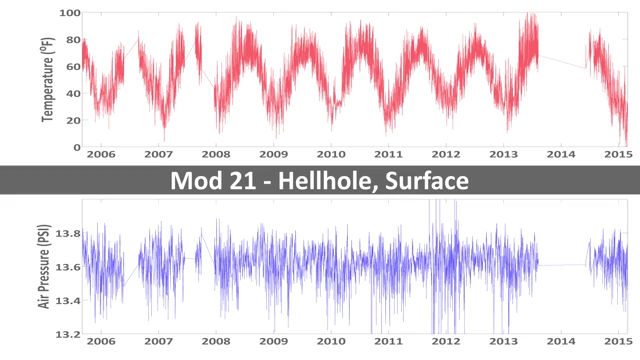 100
80
60
40
20
0
Temperature (ºF)
2006 2007 2008 2009 2010 2011 2012 2013 2014 2015
Mod 21 - Hellhole, Surface
13.8
13.6
13.4
13.2
Air Pressure (PSI)
2006 2007 2008 2009 2010 2011 2012 2013 2014 2015